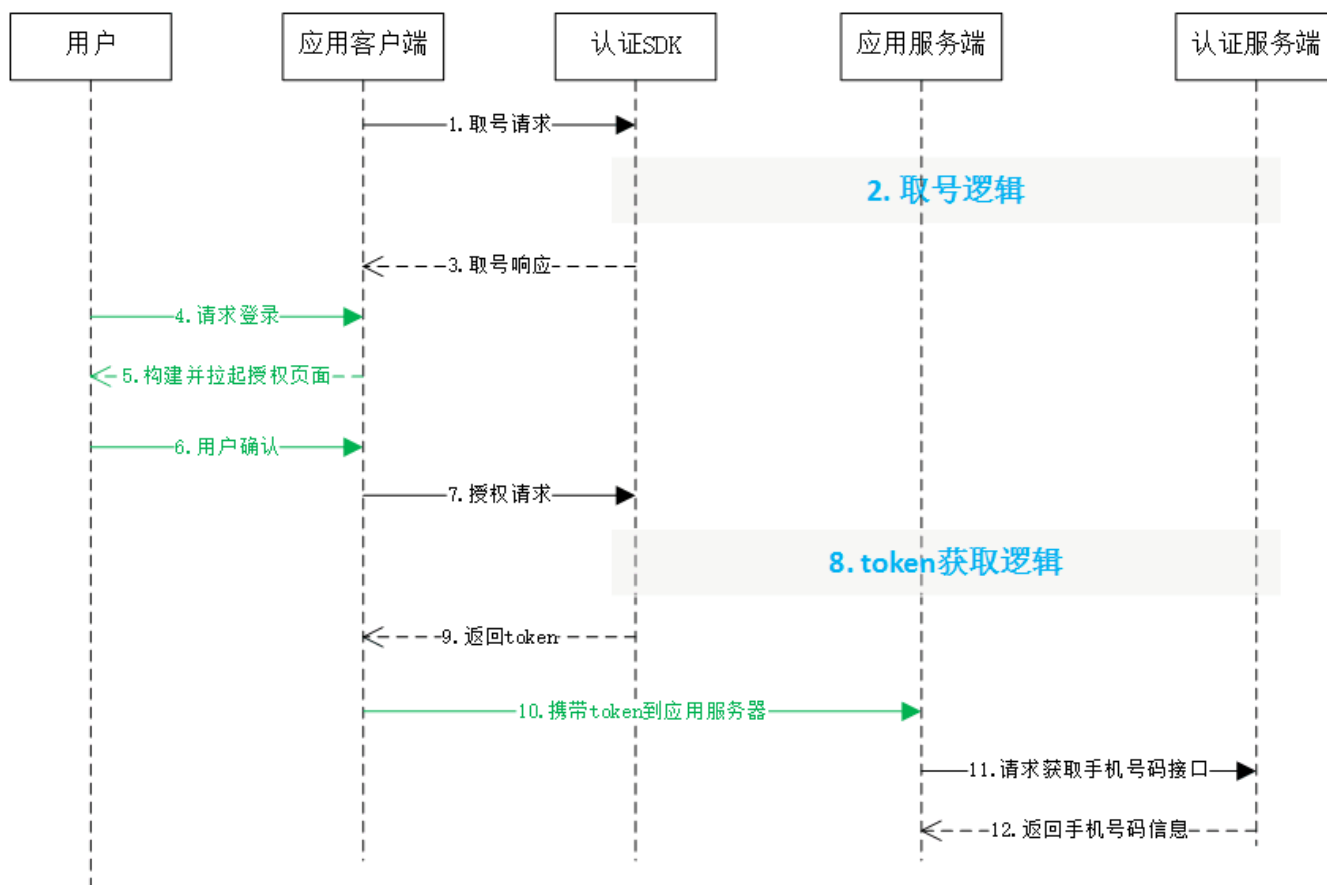 用户
应用客户端
认证SDK
应用服务端
认证服务端
1.取号请求
2. 取号逻辑
3.取号响应
4.请求登录
5.构建并拉起授权页面
6.用户确认
7.授权请求
8. token获取逻辑
9.返回token
10.携带token到应用服务器
11.请求获取手机号码接口
12.返回手机号码信息